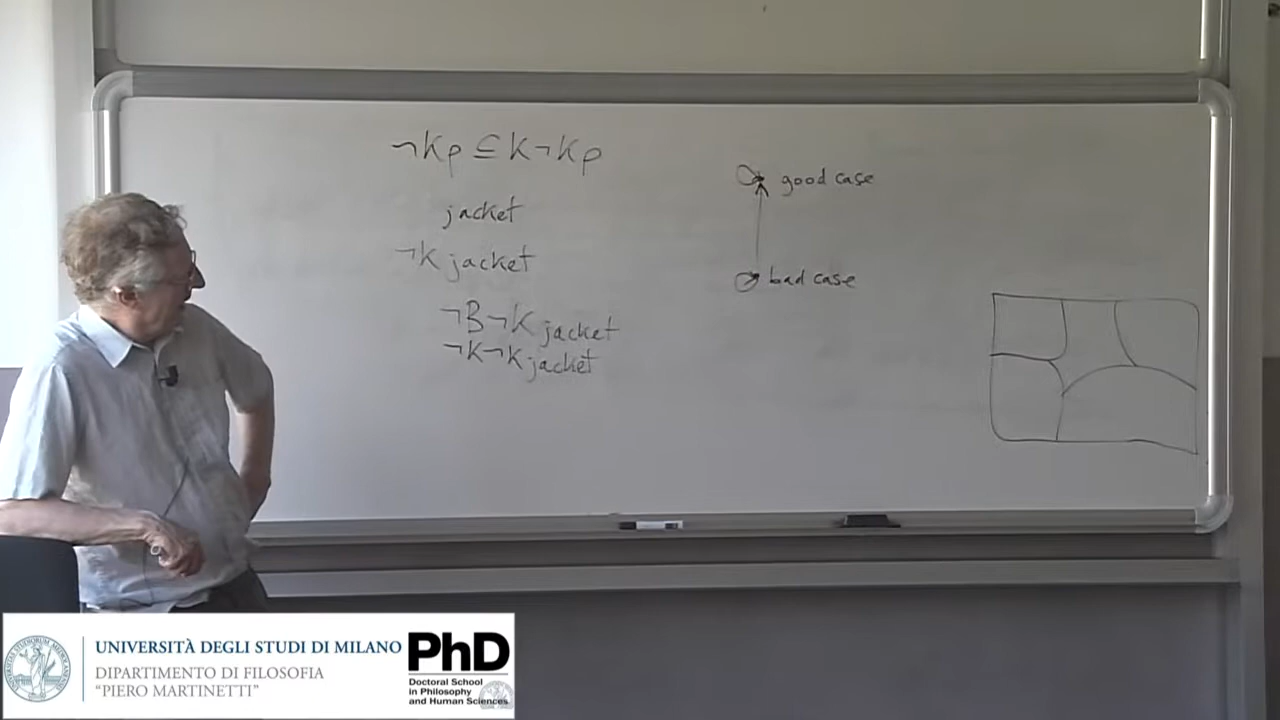 ¬Kp ⊆ K¬Kp
jacket
¬K jacket
¬B¬K jacket
¬K¬K jacket
good case
bad case
UNIVERSITÀ DEGLI STUDI DI MILANO
DIPARTIMENTO DI FILOSOFIA
"PIERO MARTINETTI"
PhD
Doctoral School
in Philosophy
and Human Sciences